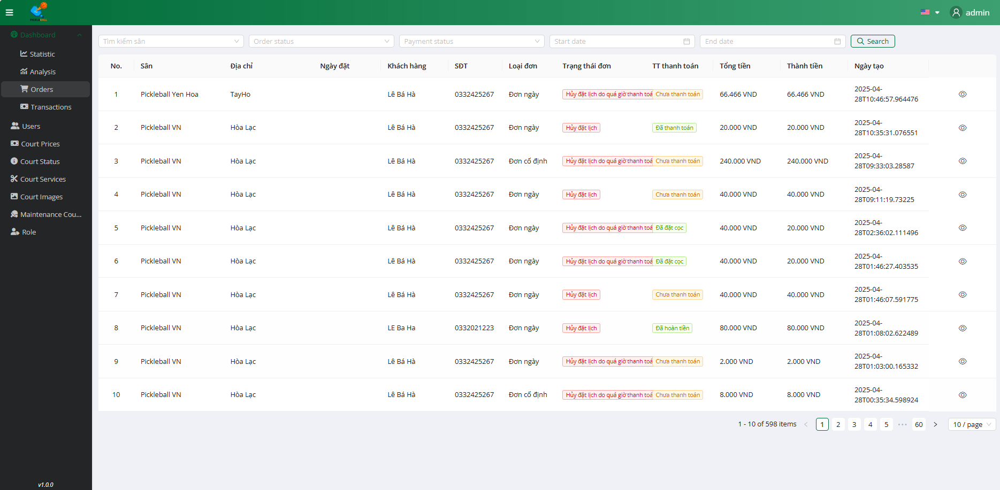 PICKLEBALL
admin
Dashboard
Statistic
Analysis
Orders
Transactions
Users
Court Prices
Court Status
Court Services
Court Images
Maintenance Cou...
Role
v1.0.0
Tìm kiếm sân
Order status
Payment status
Start date
End date
Search
No. Sân Địa chỉ Ngày đặt Khách hàng SĐT Loại đơn Trạng thái đơn TT thanh toán Tổng tiền Thành tiền Ngày tạo
1 Pickleball Yen Hoa TayHo Lê Bá Hà 0332425267 Đơn ngày Hủy đặt lịch do quá giờ thanh toá Chưa thanh toán 66.466 VND 66.466 VND 2025-04-
28T10:46:57.964476
2 Pickleball VN Hòa Lạc Lê Bá Hà 0332425267 Đơn ngày Hủy đặt lịch Đã thanh toán 20.000 VND 20.000 VND 2025-04-
28T10:35:31.076551
3 Pickleball VN Hòa Lạc Lê Bá Hà 0332425267 Đơn cố định Hủy đặt lịch do quá giờ thanh toá Chưa thanh toán 240.000 VND 240.000 VND 2025-04-
28T09:33:03.28587
4 Pickleball VN Hòa Lạc Lê Bá Hà 0332425267 Đơn ngày Hủy đặt lịch Chưa thanh toán 40.000 VND 40.000 VND 2025-04-
28T09:11:19.73225
5 Pickleball VN Hòa Lạc Lê Bá Hà 0332425267 Đơn ngày Hủy đặt lịch do quá giờ thanh toá Đã đặt cọc 40.000 VND 20.000 VND 2025-04-
28T02:36:02.111496
6 Pickleball VN Hòa Lạc Lê Bá Hà 0332425267 Đơn ngày Hủy đặt lịch do quá giờ thanh toá Đã đặt cọc 40.000 VND 20.000 VND 2025-04-
28T01:46:27.403535
7 Pickleball VN Hòa Lạc Lê Bá Hà 0332425267 Đơn ngày Hủy đặt lịch Chưa thanh toán 40.000 VND 40.000 VND 2025-04-
28T01:46:07.591775
8 Pickleball VN Hòa Lạc LE Ba Ha 0332021223 Đơn ngày Hủy đặt lịch Đã hoàn tiền 80.000 VND 80.000 VND 2025-04-
28T01:08:02.622489
9 Pickleball VN Hòa Lạc Lê Bá Hà 0332425267 Đơn ngày Hủy đặt lịch do quá giờ thanh toá Chưa thanh toán 2.000 VND 2.000 VND 2025-04-
28T01:03:00.165332
10 Pickleball VN Hòa Lạc Lê Bá Hà 0332425267 Đơn cố định Hủy đặt lịch do quá giờ thanh toá Chưa thanh toán 8.000 VND 8.000 VND 2025-04-
28T00:35:34.598924
1 - 10 of 598 items 1 2 3 4 5 ••• 60 10 / page